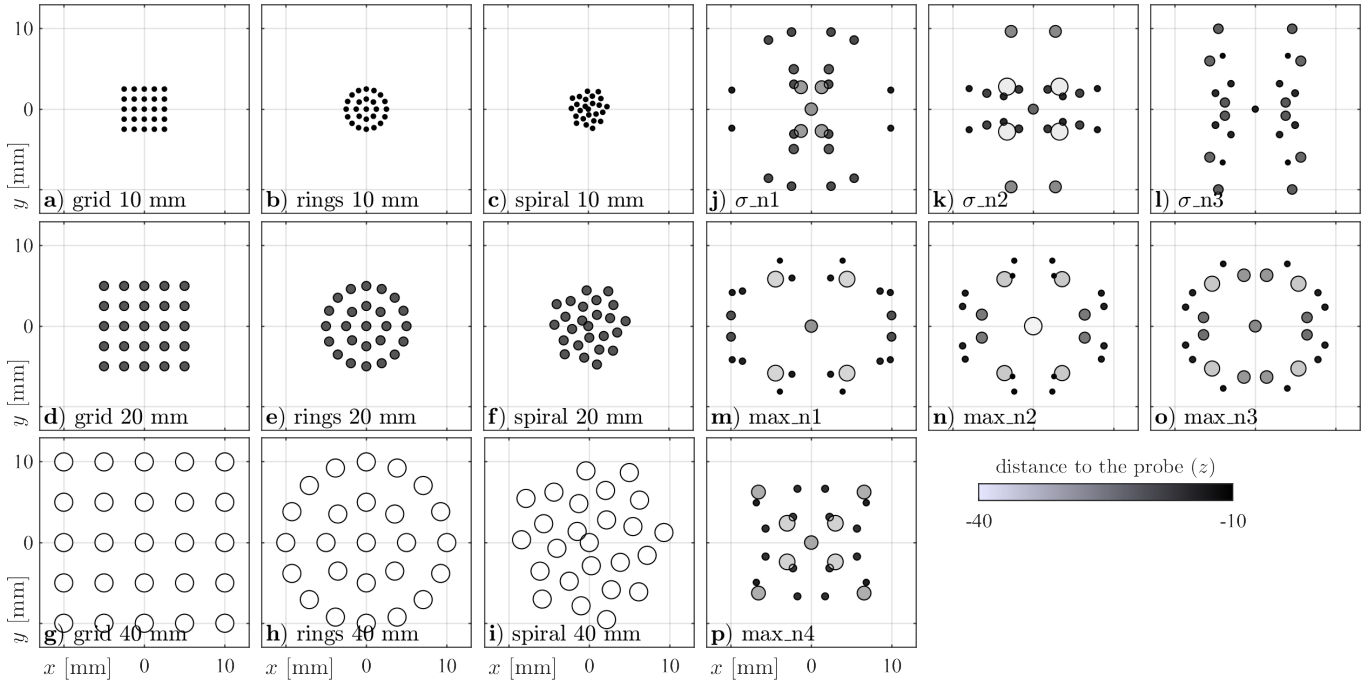 10
0
y [mm]
a) grid 10 mm
b) rings 10 mm
c) spiral 10 mm
j) σ_n1
k) σ_n2
l) σ_n3
10
0
y [mm]
d) grid 20 mm
e) rings 20 mm
f) spiral 20 mm
m) max_n1
n) max_n2
o) max_n3
10
0
y [mm]
g) grid 40 mm
h) rings 40 mm
i) spiral 40 mm
p) max_n4
distance to the probe (z)
-40 -10
x [mm] 0 10
x [mm] 0 10
x [mm] 0 10
x [mm] 0 10